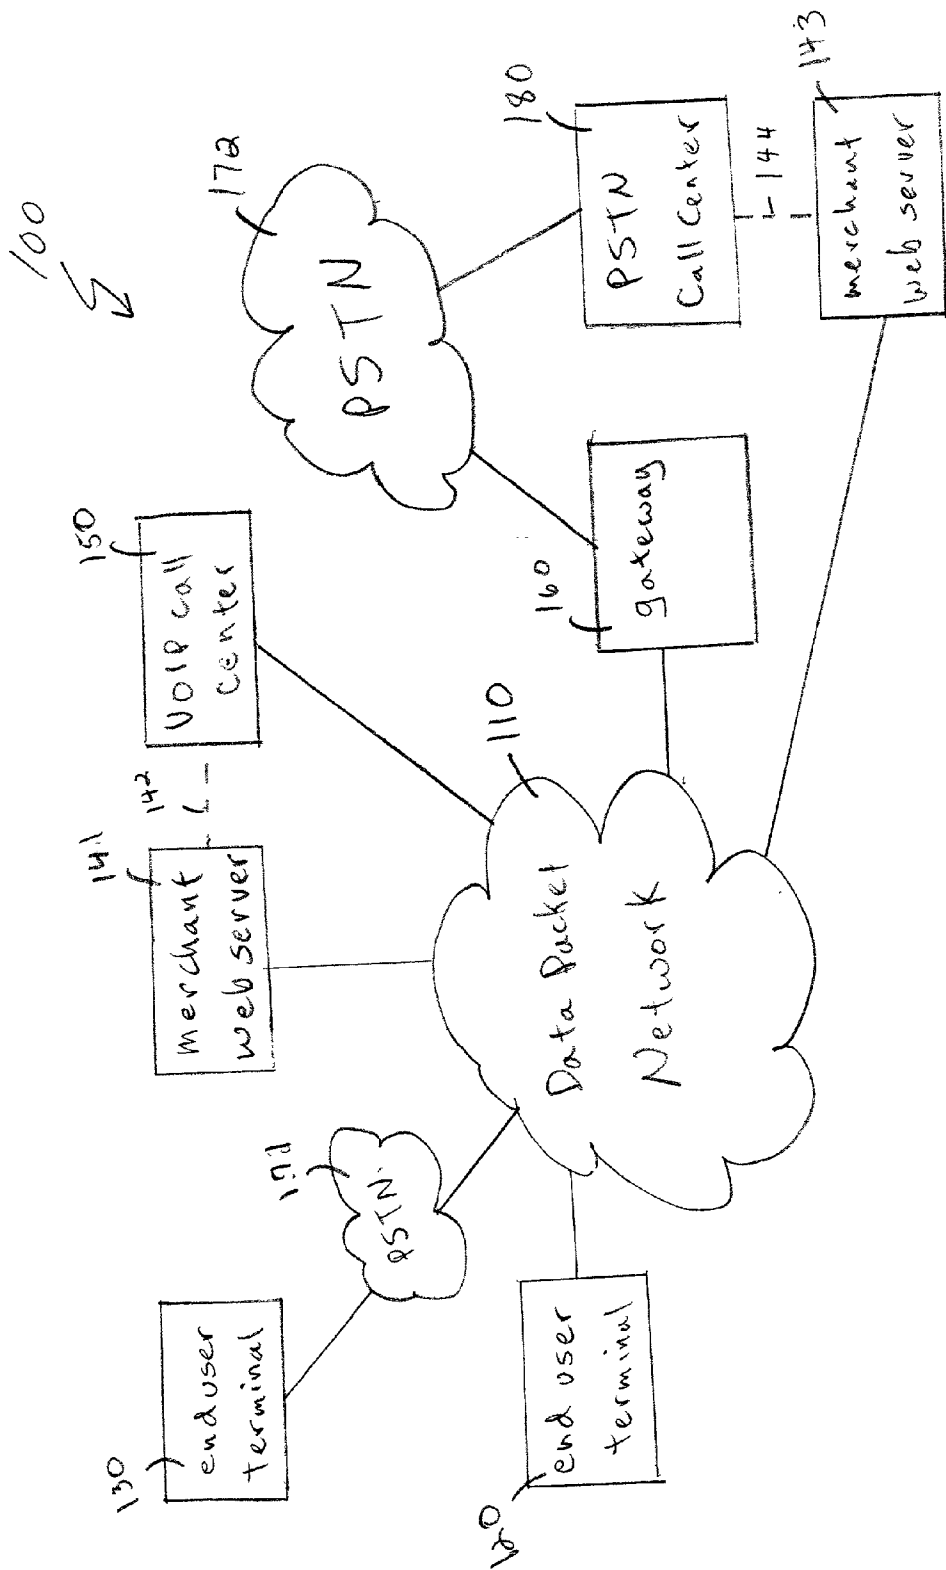 100
130
enduser
terminal
171
PSTN
120
end user
terminal
141
merchant
web server
142
150
VOIP call
center
110
Data Packet
Network
160
gateway
172
PSTN
180
PSTN
Call Center
144
143
merchant
web server